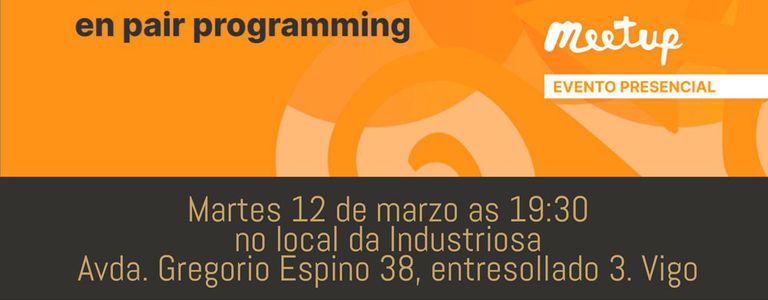 en pair programming
meetup
EVENTO PRESENCIAL
Martes 12 de marzo as 19:30
no local da Industriosa
Avda. Gregorio Espino 38, entresollado 3. Vigo